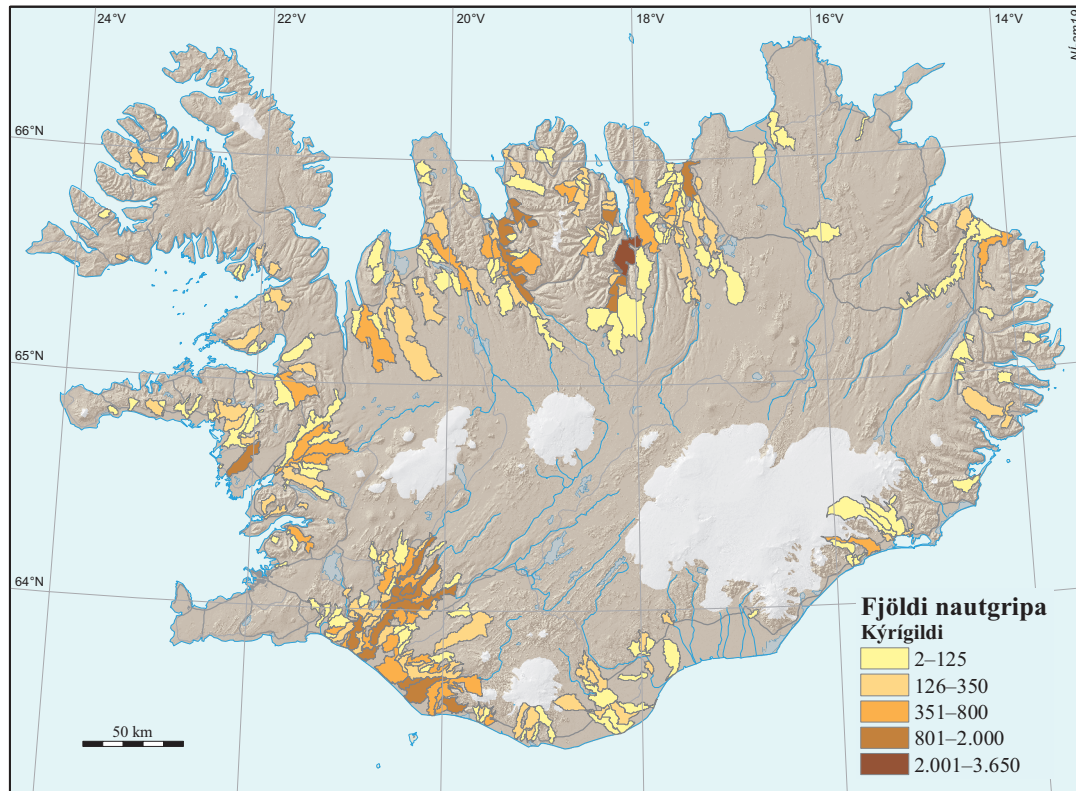 24°V
22°V
20°V
18°V
16°V
14°V
66°N
65°N
64°N
50 km
Fjöldi nautgripa
Kýrígildi
2–125
126–350
351–800
801–2.000
2.001–3.650